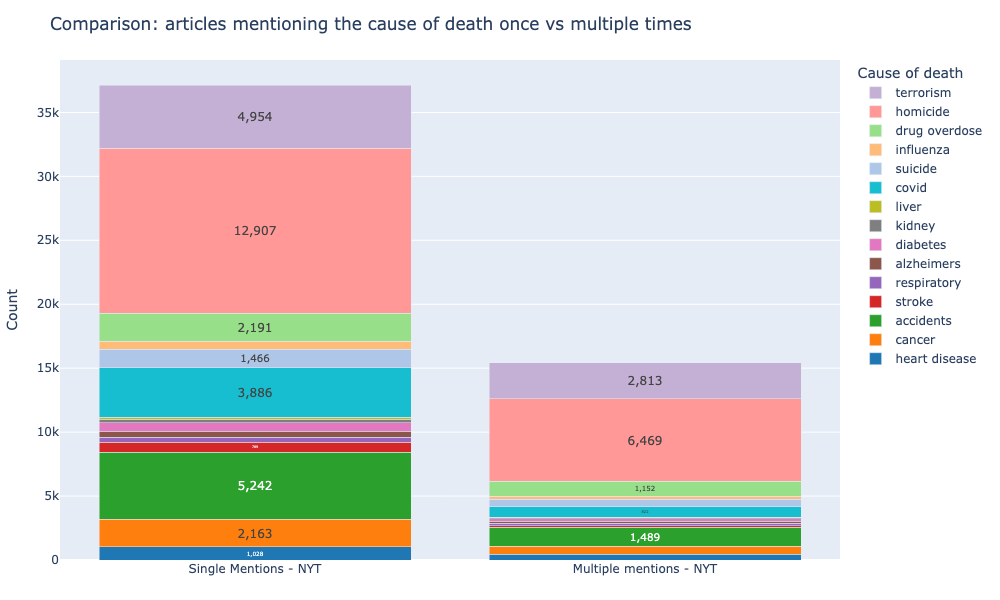 Comparison: articles mentioning the cause of death once vs multiple times
Count
35k
30k
25k
20k
15k
10k
5k
0
4,954
12,907
2,191
1,466
3,886
5,242
2,163
1,028
Single Mentions - NYT
2,813
6,469
1,152
1,489
Multiple mentions - NYT
Cause of death
terrorism
homicide
drug overdose
influenza
suicide
covid
liver
kidney
diabetes
alzheimers
respiratory
stroke
accidents
cancer
heart disease